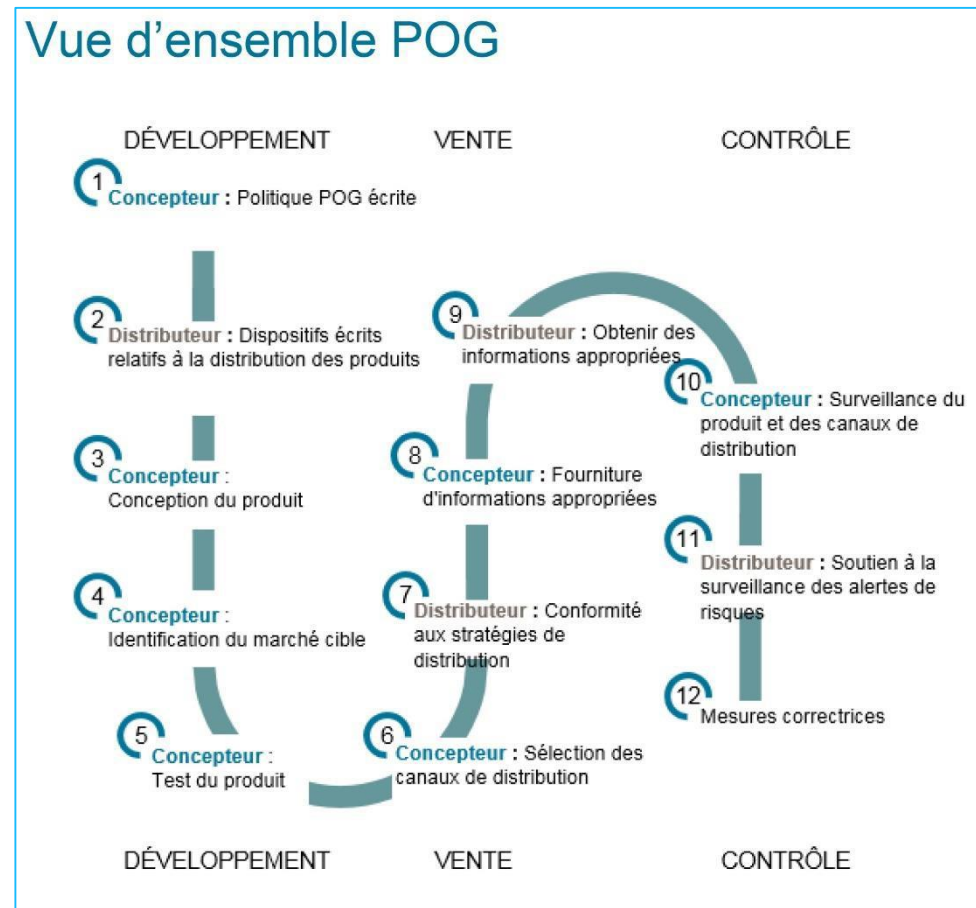 Vue d'ensemble POG
DÉVELOPPEMENT
VENTE
CONTRÔLE
1
Concepteur : Politique POG écrite
2
Distributeur : Dispositifs écrits
relatifs à la distribution des produits
3
Concepteur :
Conception du produit
4
Concepteur :
Identification du marché cible
5
Concepteur :
Test du produit
6
Concepteur : Sélection des
canaux de distribution
7
Distributeur : Conformité
aux stratégies de
distribution
8
Concepteur : Fourniture
d'informations appropriées
9
Distributeur : Obtenir des
informations appropriées
10
Concepteur : Surveillance du
produit et des canaux de
distribution
11
Distributeur : Soutien à la
surveillance des alertes de
risques
12
Mesures correctrices
DÉVELOPPEMENT
VENTE
CONTRÔLE